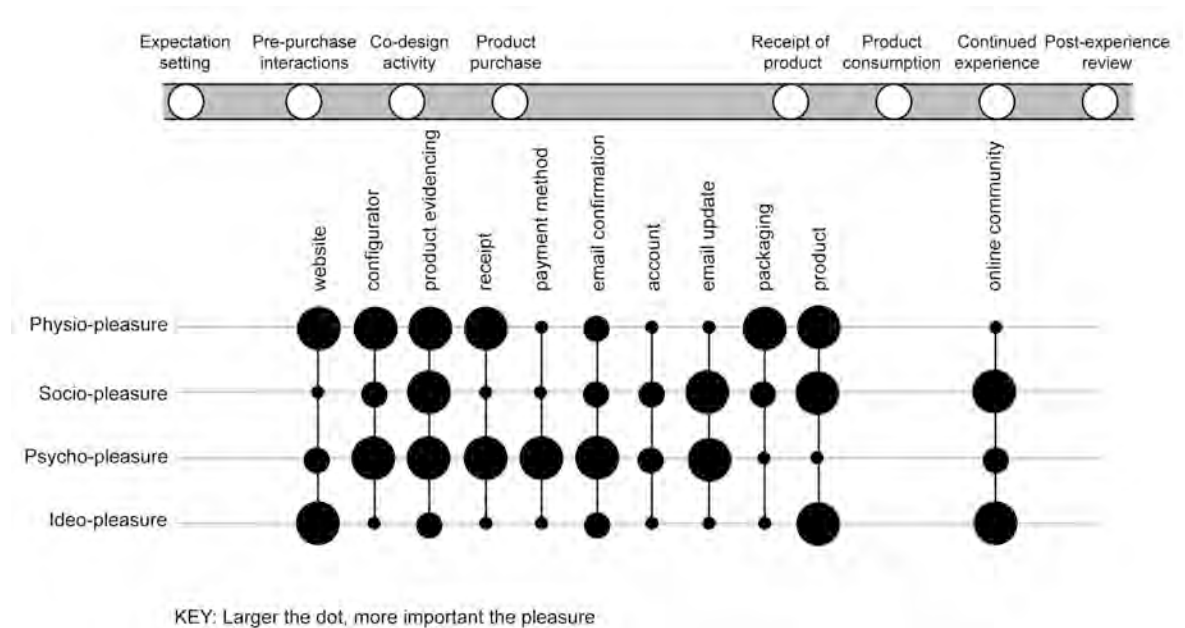 Expectation
setting
Pre-purchase
interactions
Co-design
activity
Product
purchase
Receipt of
product
Product
consumption
Continued
experience
Post-experience
review
website
configurator
product evidencing
receipt
payment method
email confirmation
account
email update
packaging
product
online community
Physio-pleasure
Socio-pleasure
Psycho-pleasure
Ideo-pleasure
KEY: Larger the dot, more important the pleasure